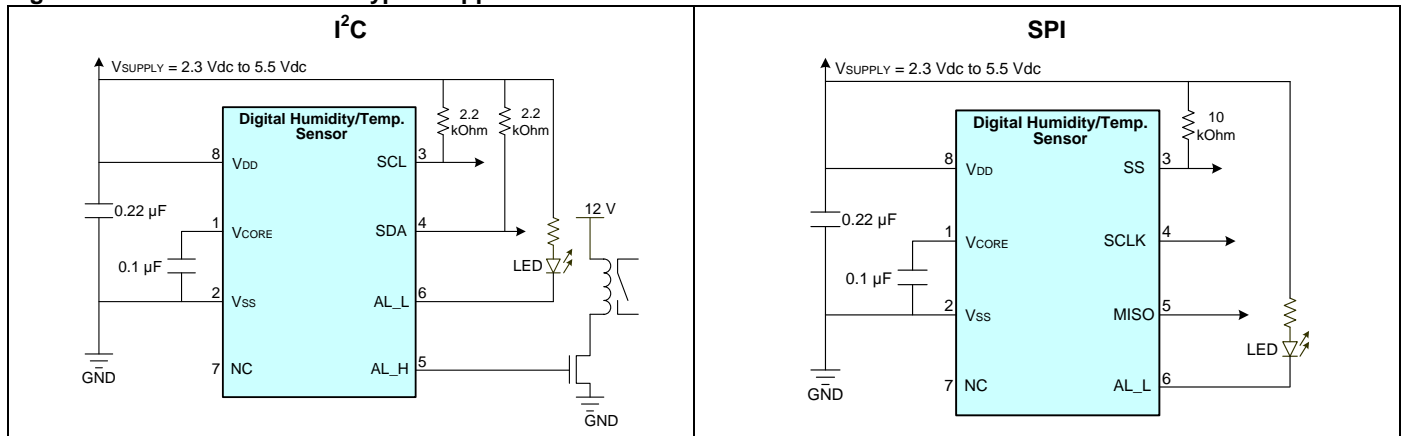 I²C
VSUPPLY = 2.3 Vdc to 5.5 Vdc
Digital Humidity/Temp.
Sensor
2.2
kOhm
2.2
kOhm
8 VDD
SCL 3
0.22 µF
1 VCORE
SDA 4
12 V
0.1 µF
LED
2 VSS
AL_L 6
7 NC
AL_H 5
GND
GND
SPI
VSUPPLY = 2.3 Vdc to 5.5 Vdc
Digital Humidity/Temp.
Sensor
10
kOhm
8 VDD
SS 3
0.22 µF
1 VCORE
SCLK 4
0.1 µF
2 VSS
MISO 5
LED
7 NC
AL_L 6
GND